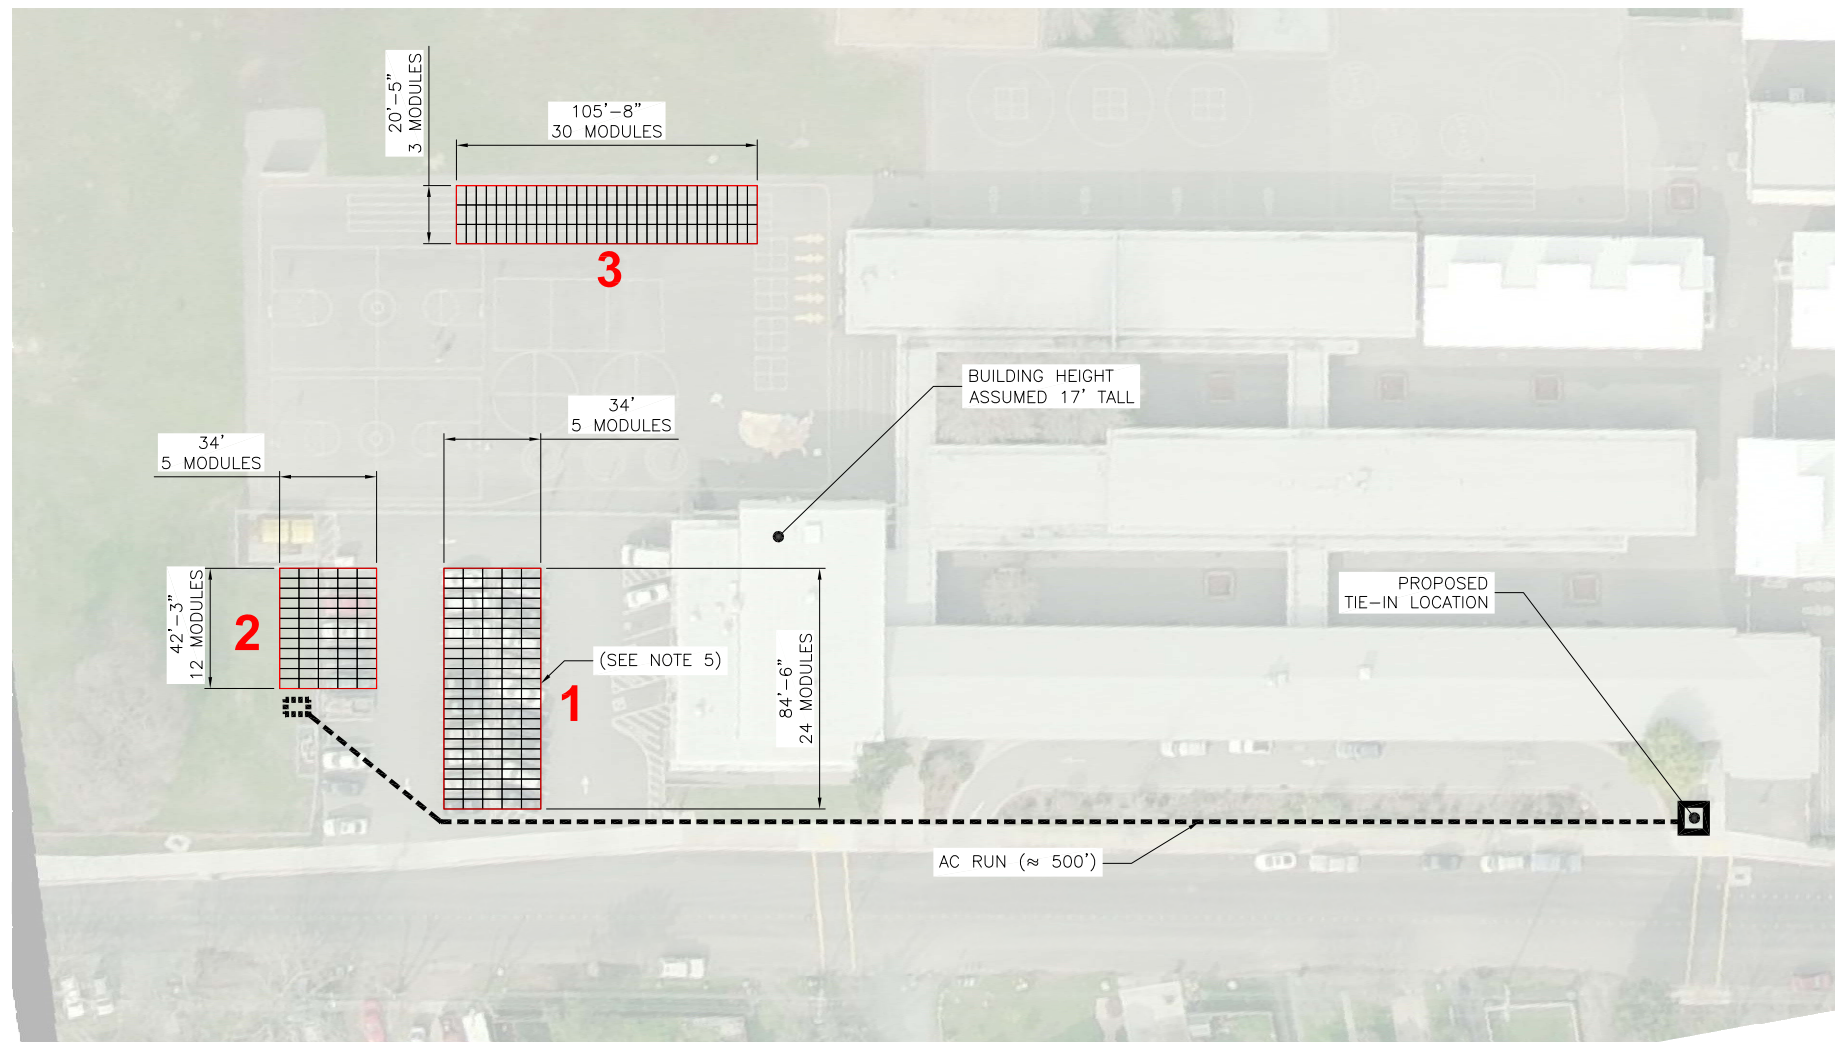 20'-5"
3 MODULES
105'-8"
30 MODULES
3
BUILDING HEIGHT
ASSUMED 17' TALL
34'
5 MODULES
34'
5 MODULES
42'-3"
12 MODULES
2
(SEE NOTE 5)
1
84'-6"
24 MODULES
PROPOSED
TIE-IN LOCATION
AC RUN (≈ 500')